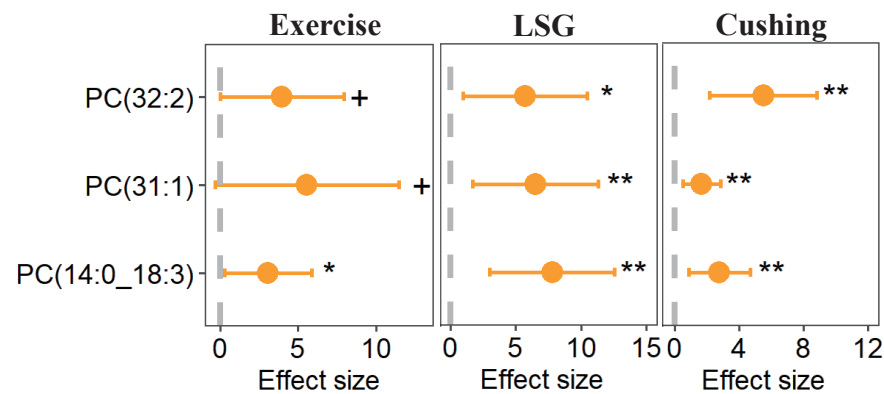 Exercise LSG Cushing
PC(32:2) + * **
PC(31:1) + ** **
PC(14:0_18:3) * ** **
0 5 10 0 5 10 15 0 4 8 12
Effect size Effect size Effect size